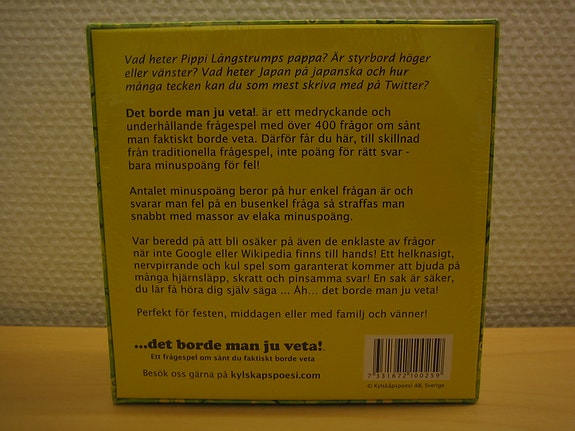 Vad heter Pippi Långstrumps pappa? Är styrbord höger
eller vänster? Vad heter Japan på japanska och hur
många tecken kan du som mest skriva med på Twitter?
Det borde man ju veta!. är ett medryckande och
underhållande frågespel med över 400 frågor om sånt
man faktiskt borde veta. Därför får du här, till skillnad
från traditionella frågespel, inte poäng för rätt svar -
bara minuspoäng för fel!
Antalet minuspoäng beror på hur enkel frågan är och
svarar man fel på en busenkel fråga så straffas man
snabbt med massor av elaka minuspoäng.
Var beredd på att bli osäker på även de enklaste av frågor
när inte Google eller Wikipedia finns till hands! Ett helknasigt,
nervpirrande och kul spel som garanterat kommer att bjuda på
många hjärnsläpp, skratt och pinsamma svar! En sak är säker,
du lär få höra dig själv säga ... Åh... det borde man ju veta!
Perfekt för festen, middagen eller med familj och vänner!
...det borde man ju veta!.
Ett frågespel om sånt du faktiskt borde veta
Besök oss gärna på kylskapspoesi.com
7 331672 100259
© Kylskåpspoesi AB, Sverige